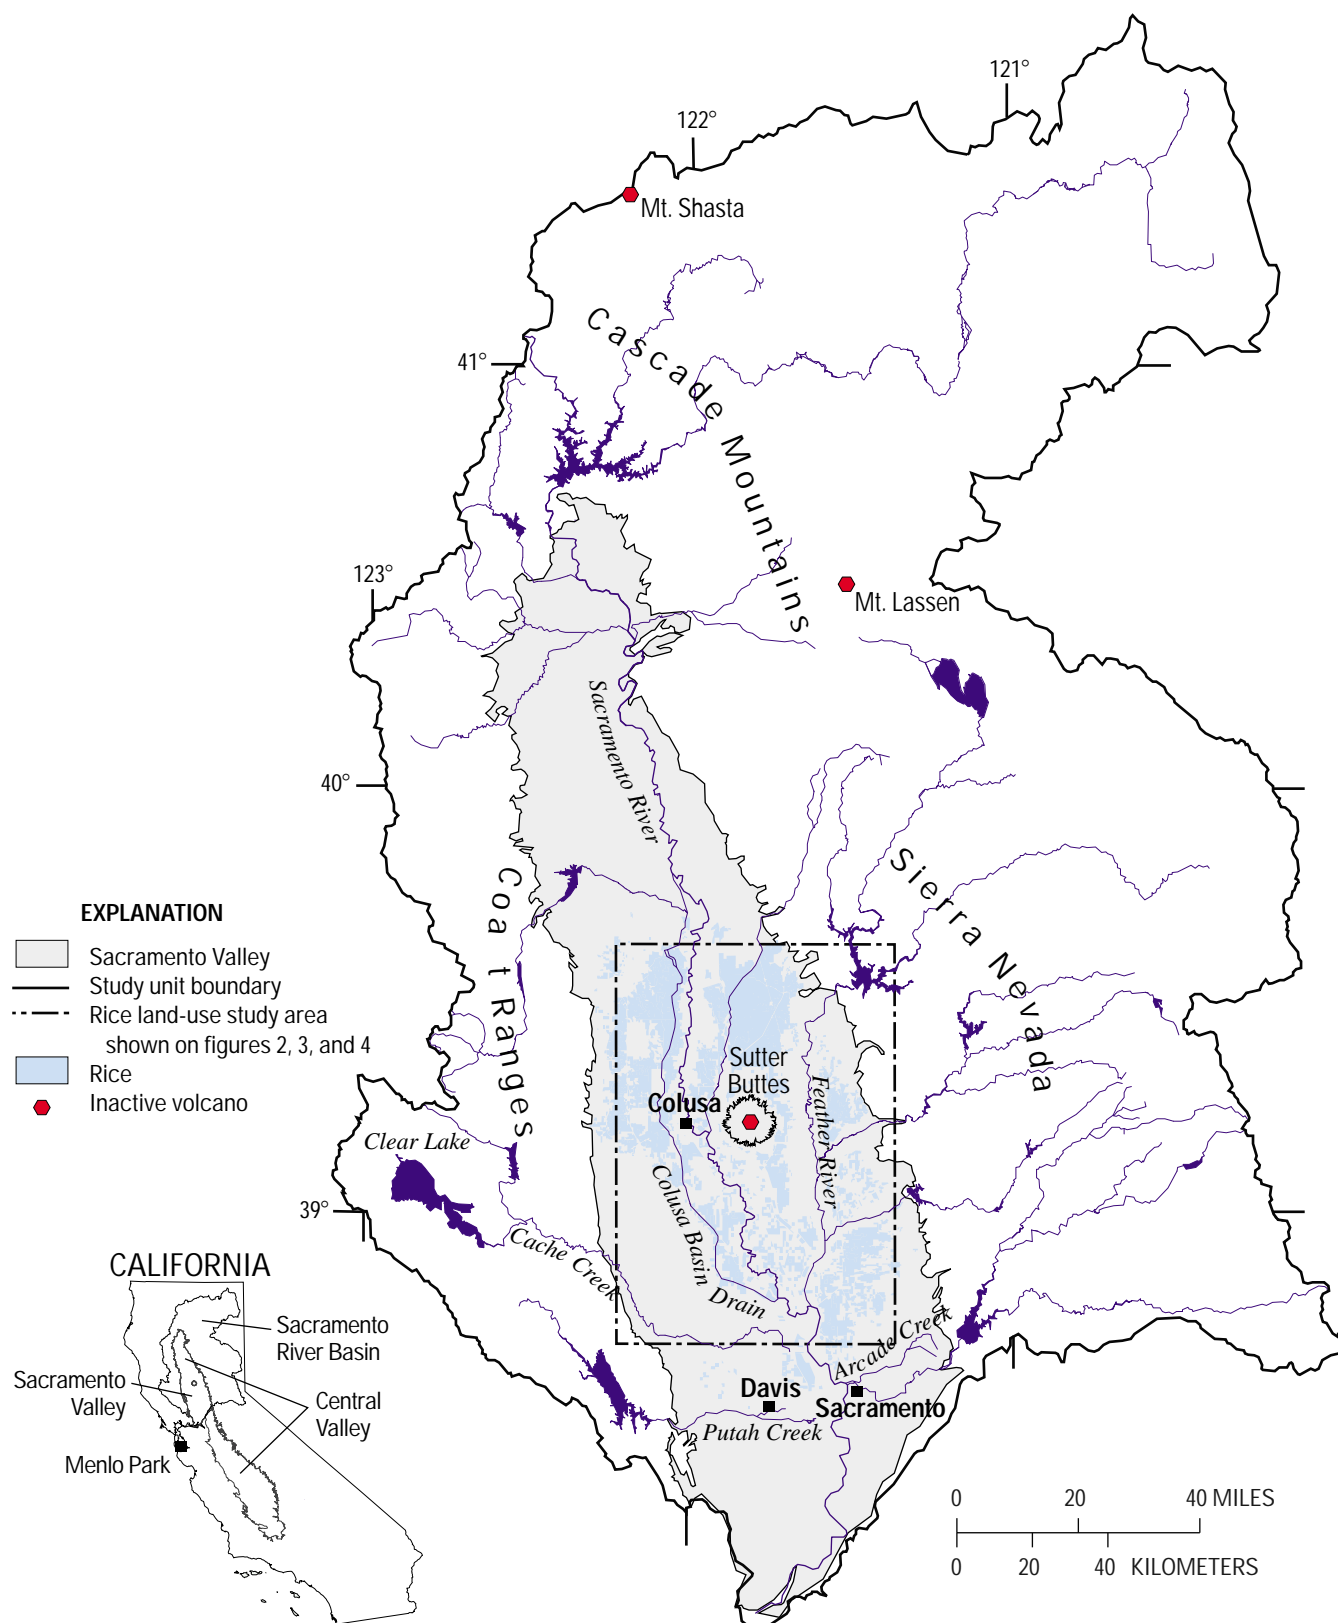 121°
122°
Mt. Shasta
Cascade Mountains
41°
123°
Mt. Lassen
Sacramento River
40°
Sierra Nevada
Coa t Ranges
EXPLANATION
Sacramento Valley
Study unit boundary
Rice land-use study area
shown on figures 2, 3, and 4
Rice
Inactive volcano
Sutter
Buttes
Colusa
Feather River
Clear Lake
Colusa Basin Drain
39°
Cache Creek
Arcade Creek
Davis
Sacramento
Putah Creek
CALIFORNIA
Sacramento
River Basin
Sacramento
Valley
Central
Valley
Menlo Park
0 20 40 MILES
0 20 40 KILOMETERS